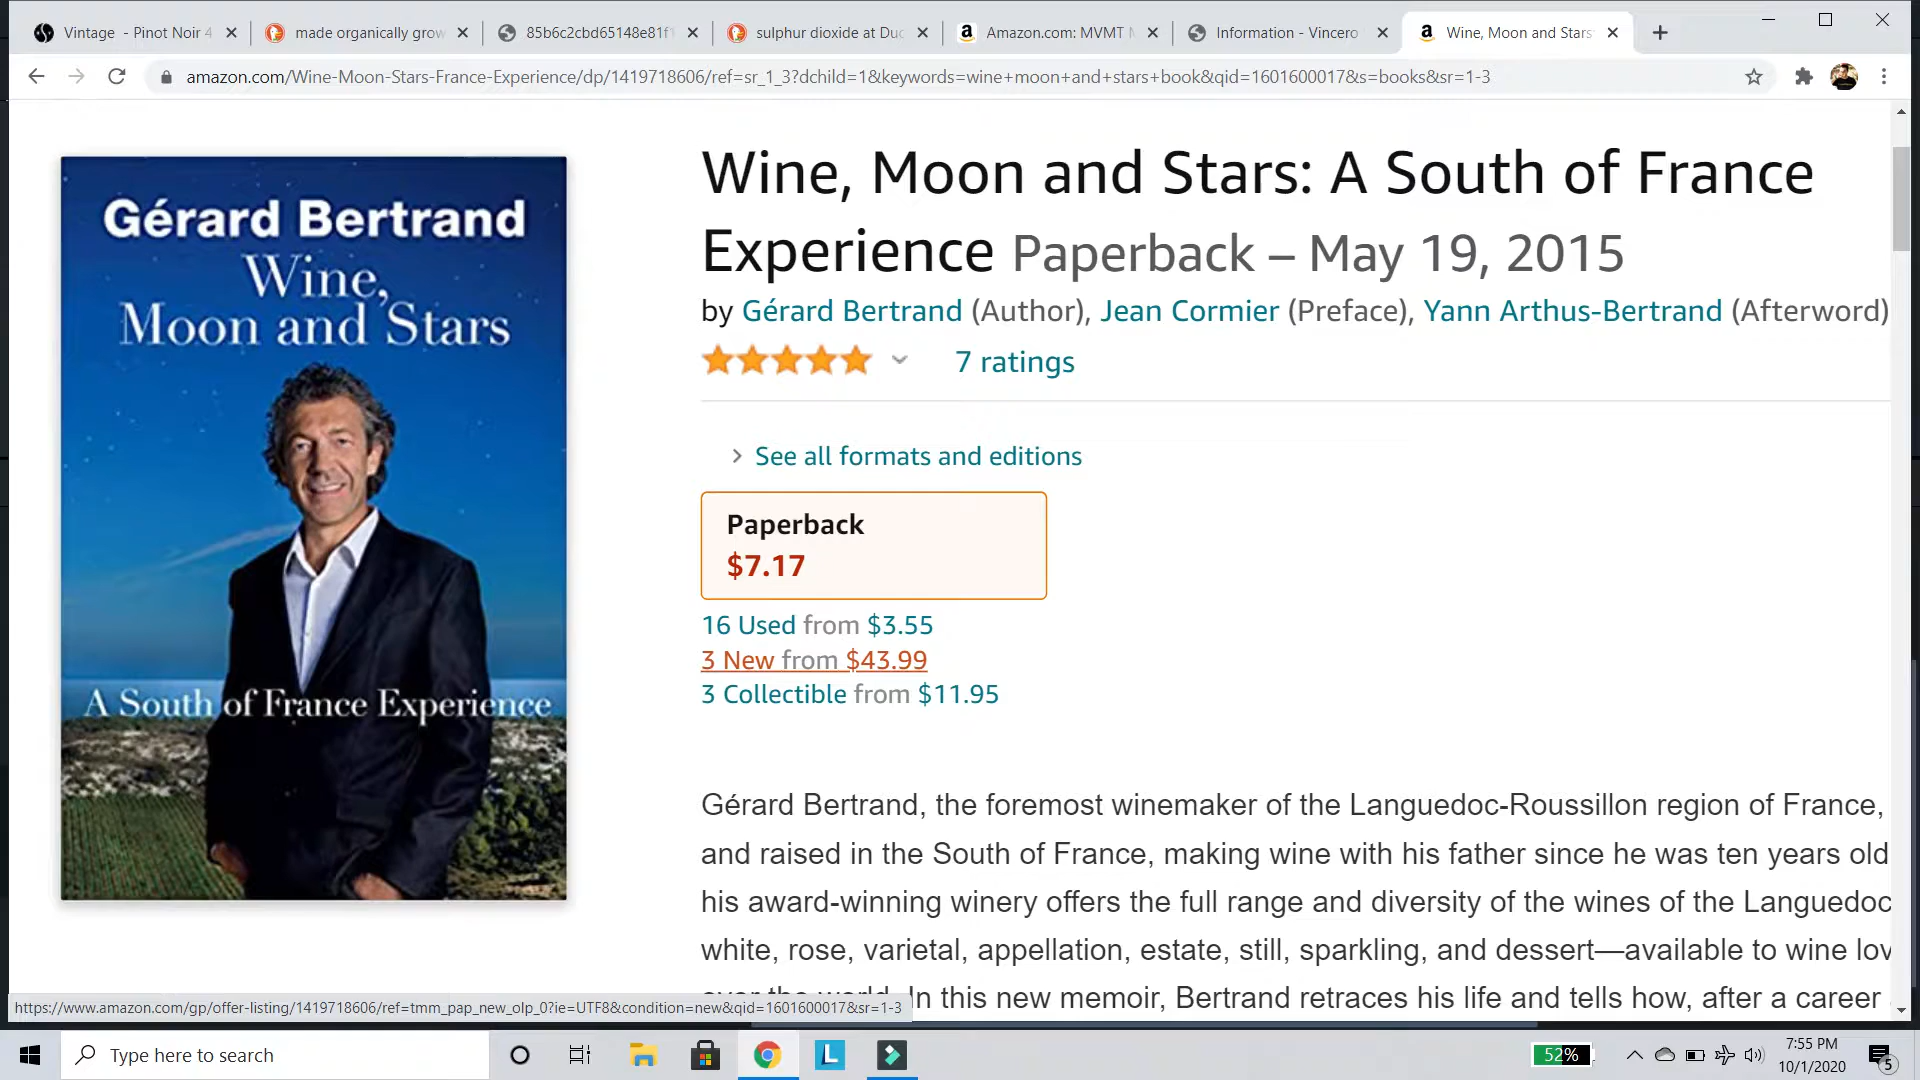 Vintage - Pinot Noir 4
made organically grow
85b6c2cbd65148e81f1
sulphur dioxide at Duc
Amazon.com: MVMT M
Information - Vincero
Wine, Moon and Stars
amazon.com/Wine-Moon-Stars-France-Experience/dp/1419718606/ref=sr_1_3?dchild=1&keywords=wine+moon+and+stars+book&qid=1601600017&s=books&sr=1-3
Gérard Bertrand
Wine,
Moon and Stars
A South of France Experience
Wine, Moon and Stars: A South of France
Experience Paperback – May 19, 2015
by Gérard Bertrand (Author), Jean Cormier (Preface), Yann Arthus-Bertrand (Afterword)
7 ratings
See all formats and editions
Paperback
$7.17
16 Used from $3.55
3 New from $43.99
3 Collectible from $11.95
Gérard Bertrand, the foremost winemaker of the Languedoc-Roussillon region of France,
and raised in the South of France, making wine with his father since he was ten years old
his award-winning winery offers the full range and diversity of the wines of the Languedoc
white, rose, varietal, appellation, estate, still, sparkling, and dessert—available to wine lov
over the world. In this new memoir, Bertrand retraces his life and tells how, after a career
https://www.amazon.com/gp/offer-listing/1419718606/ref=tmm_pap_new_olp_0?ie=UTF8&condition=new&qid=1601600017&sr=1-3
Type here to search
L
52%
7:55 PM
10/1/2020
5